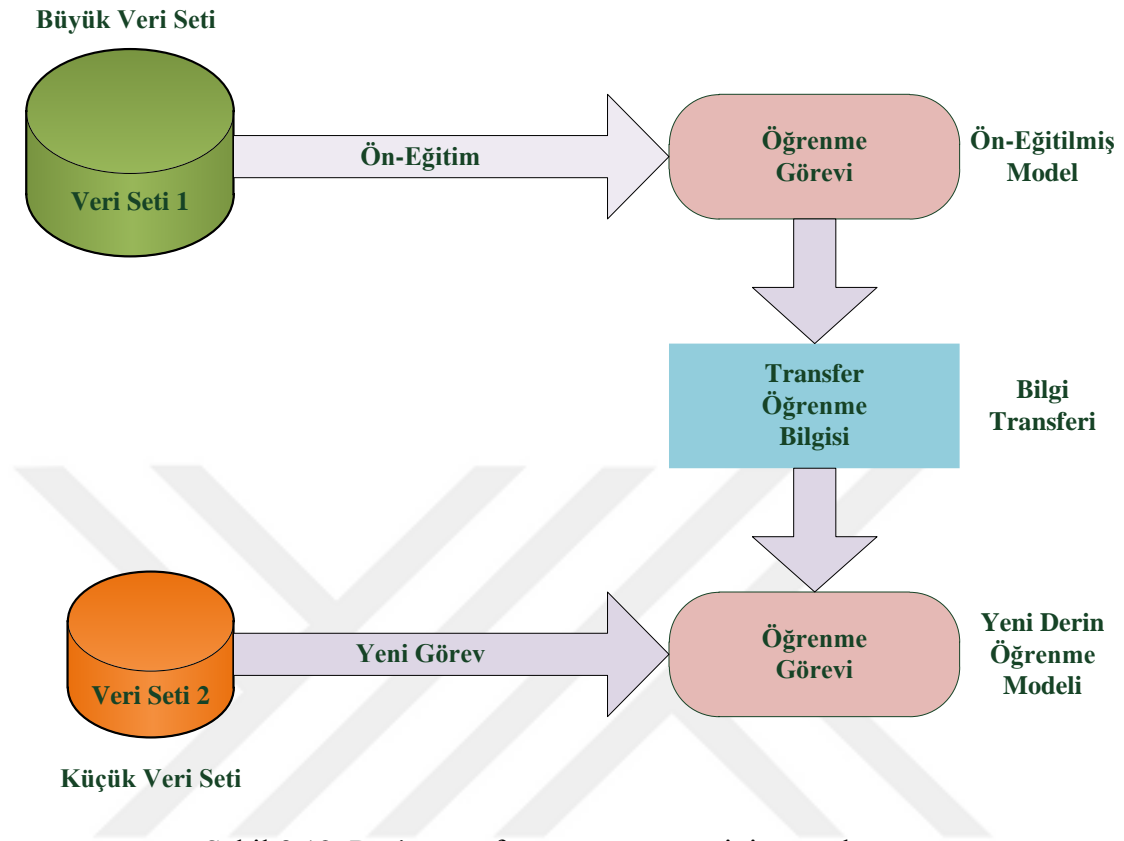 Büyük Veri Seti
Veri Seti 1
Ön-Eğitim
Öğrenme
Görevi
Ön-Eğitilmiş
Model
Transfer
Öğrenme
Bilgisi
Bilgi
Transferi
Veri Seti 2
Yeni Görev
Öğrenme
Görevi
Yeni Derin
Öğrenme
Modeli
Küçük Veri Seti